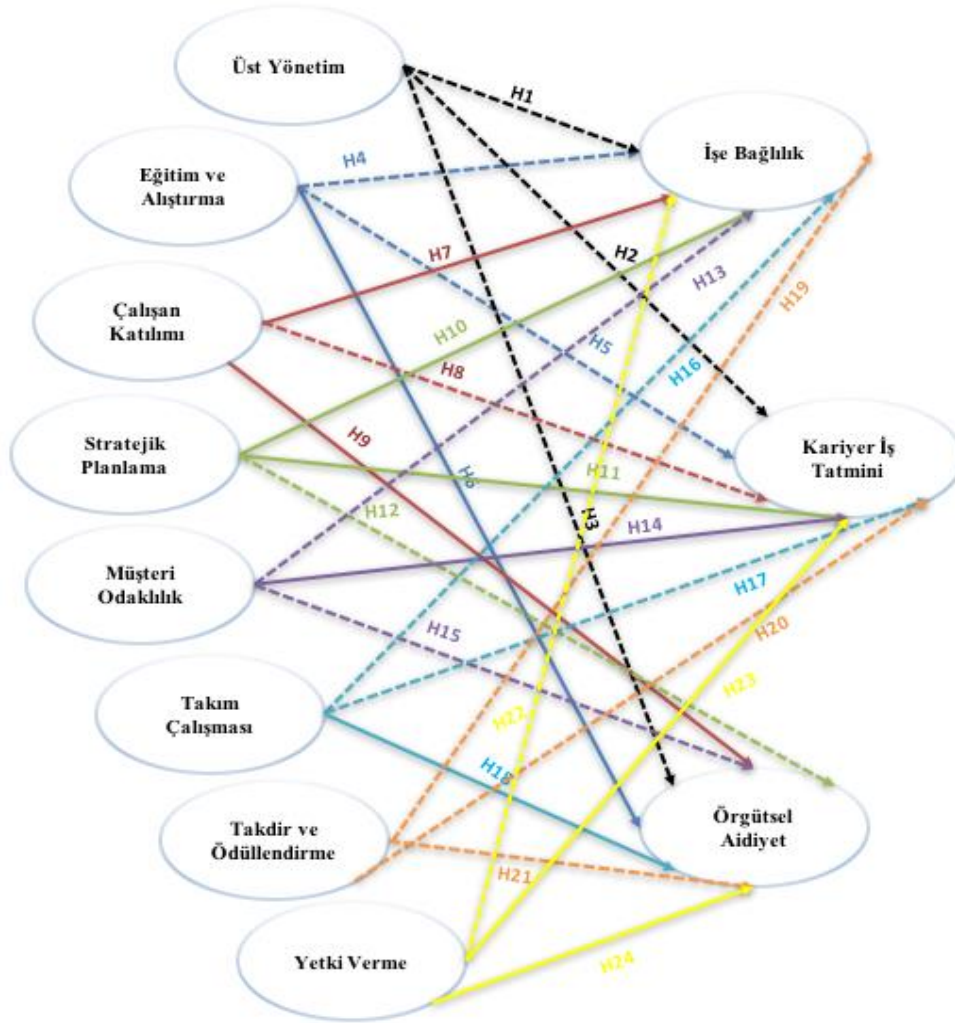 Üst Yönetim
H1
İşe Bağlılık
Eğitim ve
Alıştırma
H4
H2
H13
H19
H7
Çalışan
Katılımı
H10
H5
H16
H8
Stratejik
Planlama
H9
H6
H11
Kariyer İş
Tatmini
H12
H3
H14
Müşteri
Odaklılık
H17
H15
H20
H23
Takım
Çalışması
H22
H18
Örgütsel
Aidiyet
Takdir ve
Ödüllendirme
H21
Yetki Verme
H24